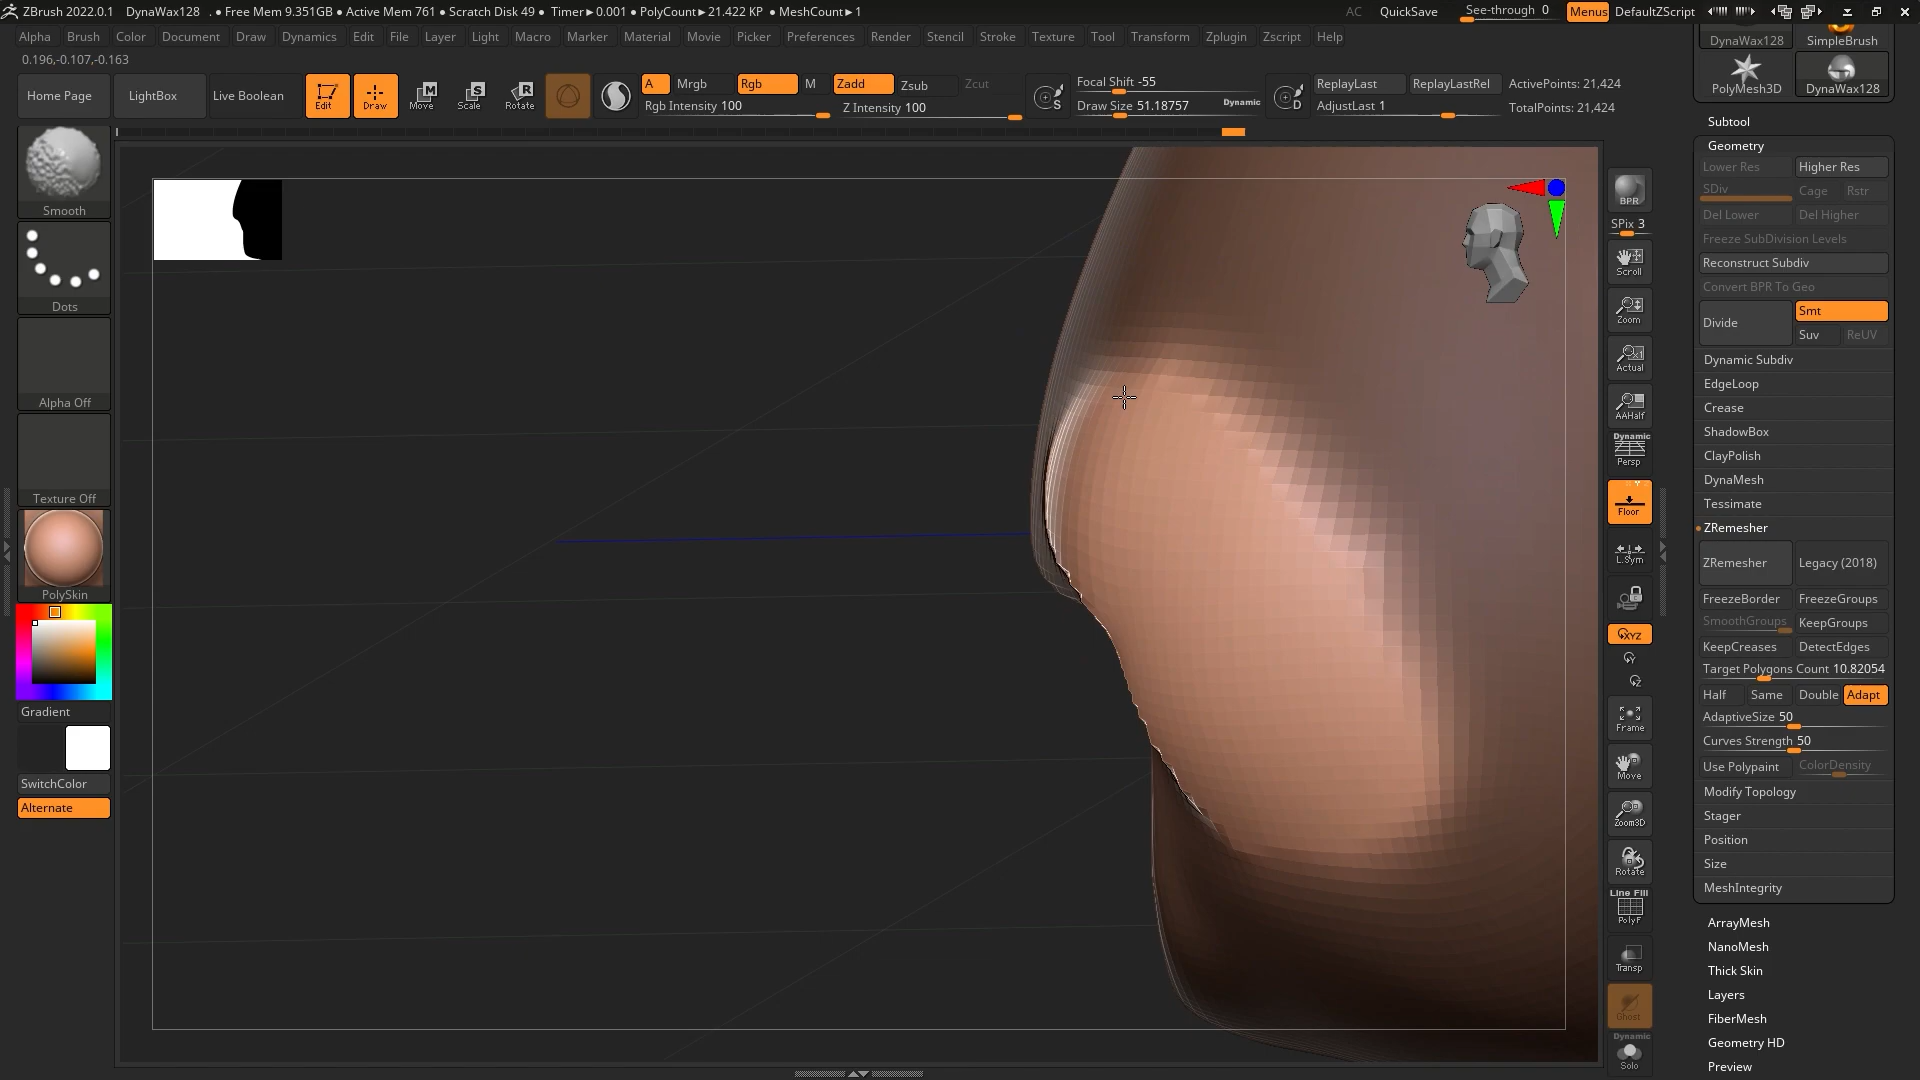 ZBrush 2022.0.1 DynaWax128 . • Free Mem 9.351GB • Active Mem 761 • Scratch Disk 49 • Timer▸0.001 • PolyCount▸21.422 KP • MeshCount▸1 AC QuickSave See-through 0 Menus DefaultZScript
Alpha Brush Color Document Draw Dynamics Edit File Layer Light Macro Marker Material Movie Picker Preferences Render Stencil Stroke Texture Tool Transform Zplugin Zscript Help
0.196,-0.107,-0.163
Home Page LightBox Live Boolean Edit Draw Move Scale Rotate
A Mrgb Rgb M Zadd Zsub Zcut
Rgb Intensity 100 Z Intensity 100
S Focal Shift -55
Draw Size 51.18757 Dynamic
D ReplayLast ReplayLastRel ActivePoints: 21,424
AdjustLast 1 TotalPoints: 21,424
Smooth
Dots
Alpha Off
Texture Off
PolySkin
Gradient
SwitchColor
Alternate
BPR
SPix 3
Scroll
Zoom
Actual
AAHalf
Dynamic
Persp
Floor
L.Sym
XYZ
Y
Z
Frame
Move
Zoom3D
Rotate
Line Fill
PolyF
Transp
Ghost
Dynamic
Solo
DynaWax128 SimpleBrush
PolyMesh3D DynaWax128
Subtool
Geometry
Lower Res Higher Res
SDiv Cage Rstr
Del Lower Del Higher
Freeze SubDivision Levels
Reconstruct Subdiv
Convert BPR To Geo
Divide Smt
Suv ReUV
Dynamic Subdiv
EdgeLoop
Crease
ShadowBox
ClayPolish
DynaMesh
Tessimate
ZRemesher
ZRemesher Legacy (2018)
FreezeBorder FreezeGroups
SmoothGroups KeepGroups
KeepCreases DetectEdges
Target Polygons Count 10.82054
Half Same Double Adapt
AdaptiveSize 50
Curves Strength 50
Use Polypaint ColorDensity
Modify Topology
Stager
Position
Size
MeshIntegrity
ArrayMesh
NanoMesh
Thick Skin
Layers
FiberMesh
Geometry HD
Preview